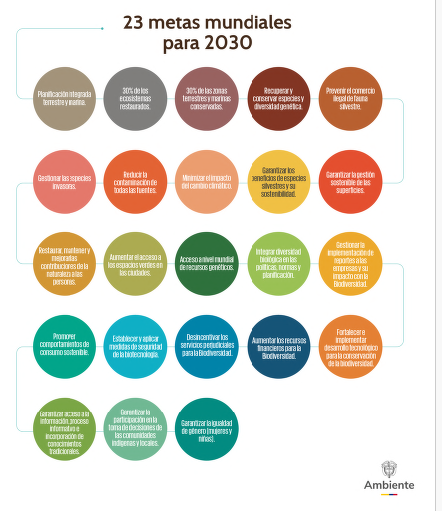 23 metas mundiales
para 2030
Planificación integrada
terrestre y marina.
30% de los
ecosistemas
restaurados.
30% de las zonas
terrestres y marinas
conservadas.
Recuperar y
conservar especies y
diversidad genética.
Prevenir el comercio
ilegal de fauna
silvestre.
Gestionar las especies
invasoras.
Reducir la
contaminación de
todas las fuentes.
Minimizar el impacto
del cambio climático.
Garantizar los
beneficios de especies
silvestres y su
sostenibilidad.
Garantizar la gestión
sostenible de las
superficies.
Restaurar, mantener y
mejorar las
contribuciones de la
naturaleza a las
personas.
Aumentar el acceso a
los espacios verdes en
las ciudades.
Acceso a nivel mundial
de recursos genéticos.
Integrar diversidad
biológica en las
políticas, normas y
planificación.
Gestionar la
implementación de
reportes a las
empresas y su
impacto con la
Biodiversidad.
Promover
comportamientos de
consumo sostenible.
Establecer y aplicar
medidas de seguridad
de la biotecnología.
Desincentivar los
servicios perjudiciales
para la Biodiversidad.
Aumentar los recursos
financieros para la
Biodiversidad.
Fortalecer e
implementar
desarrollo tecnológico
para la conservación
de la biodiversidad.
Garantizar acceso a la
información, proceso
informativo e
incorporación de
conocimientos
tradicionales.
Garantizar la
participación en la
toma de decisiones de
las comunidades
indígenas y locales.
Garantizar la igualdad
de género (mujeres y
niñas).
Ambiente